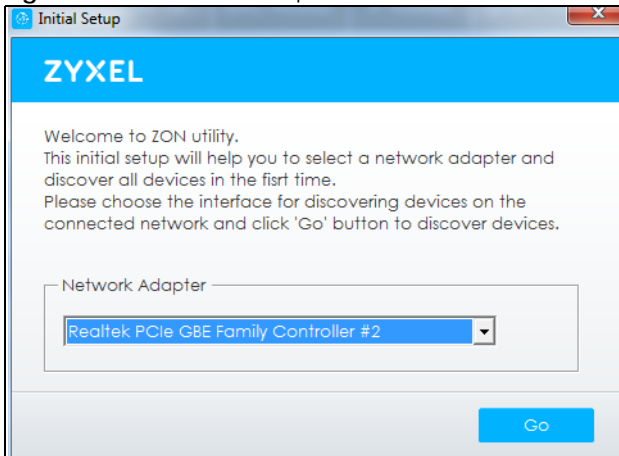 Initial Setup
ZYXEL
Welcome to ZON utility.
This initial setup will help you to select a network adapter and
discover all devices in the fisrt time.
Please choose the interface for discovering devices on the
connected network and click 'Go' button to discover devices.
Network Adapter
Realtek PCIe GBE Family Controller #2
Go